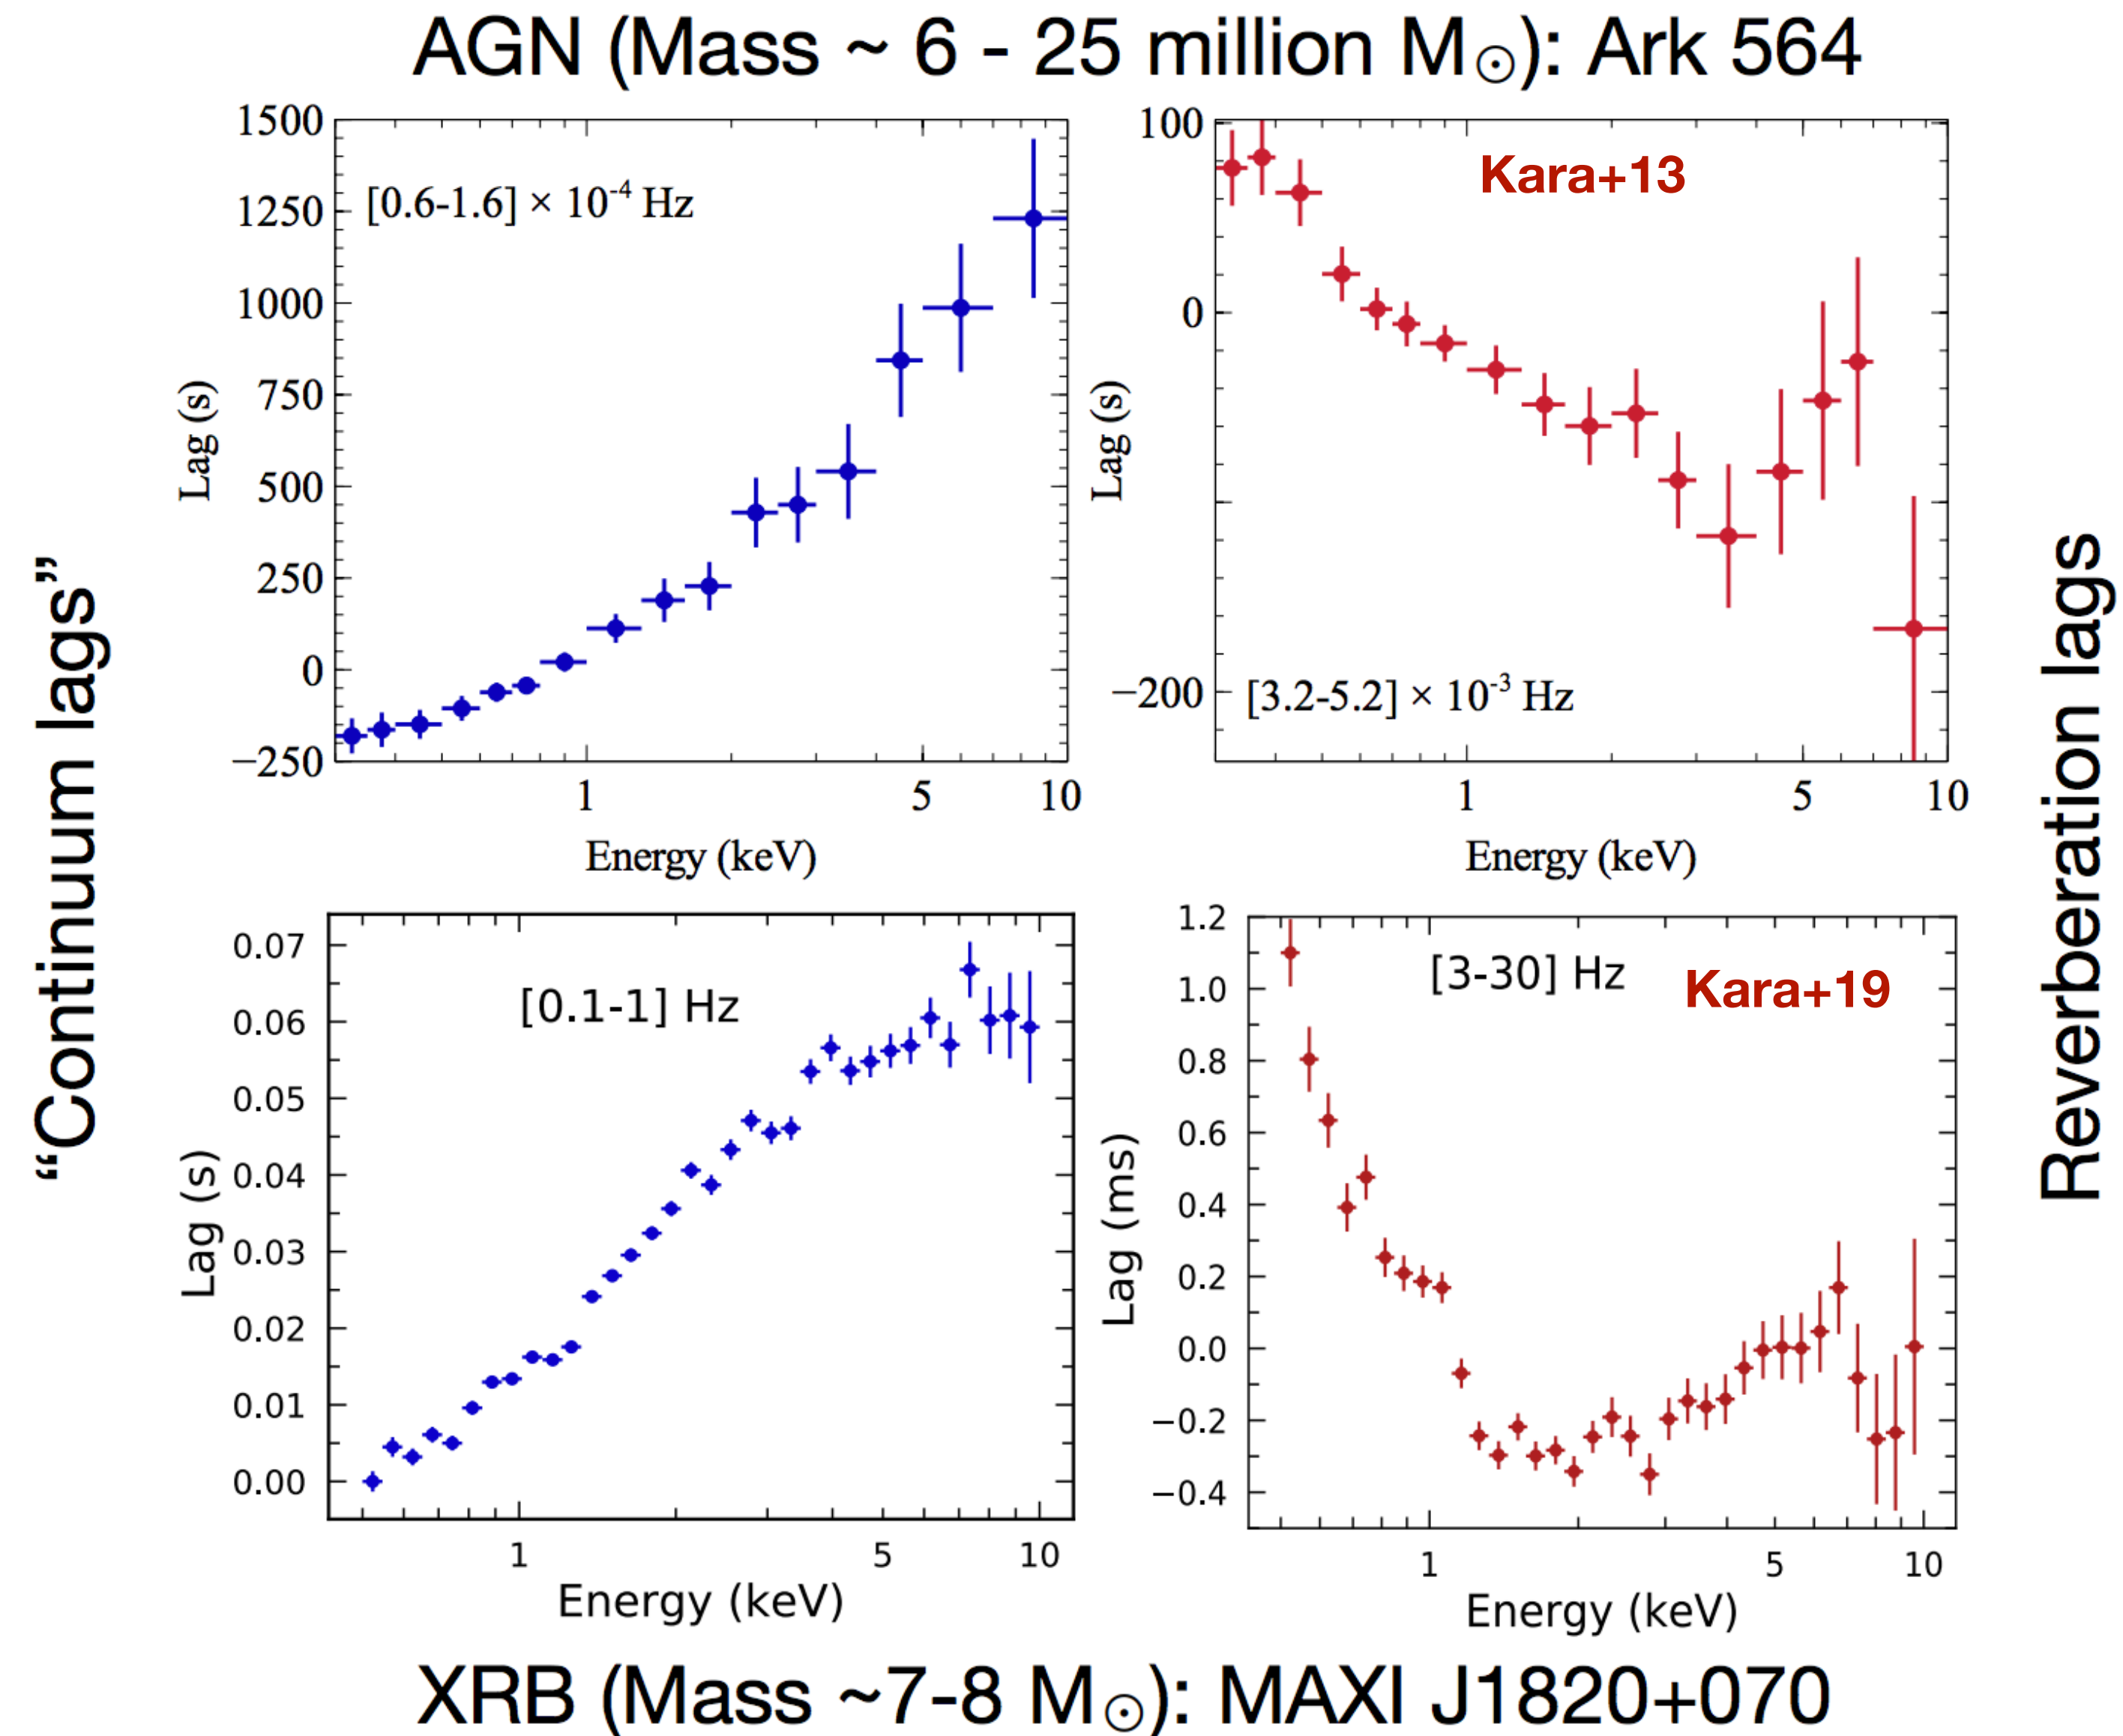 AGN (Mass ~ 6 - 25 million M☉): Ark 564
“Continuum lags”
Reverberation lags
[0.6-1.6] × 10⁻⁴ Hz
1500
1250
1000
750
500
250
0
−250
Lag (s)
1 5 10
Energy (keV)
Kara+13
[3.2-5.2] × 10⁻³ Hz
100
0
−200
Lag (s)
1 5 10
Energy (keV)
[0.1-1] Hz
0.07
0.06
0.05
0.04
0.03
0.02
0.01
0.00
Lag (s)
1 5 10
Energy (keV)
[3-30] Hz
Kara+19
1.2
1.0
0.8
0.6
0.4
0.2
0.0
−0.2
−0.4
Lag (ms)
1 5 10
Energy (keV)
XRB (Mass ~7-8 M☉): MAXI J1820+070